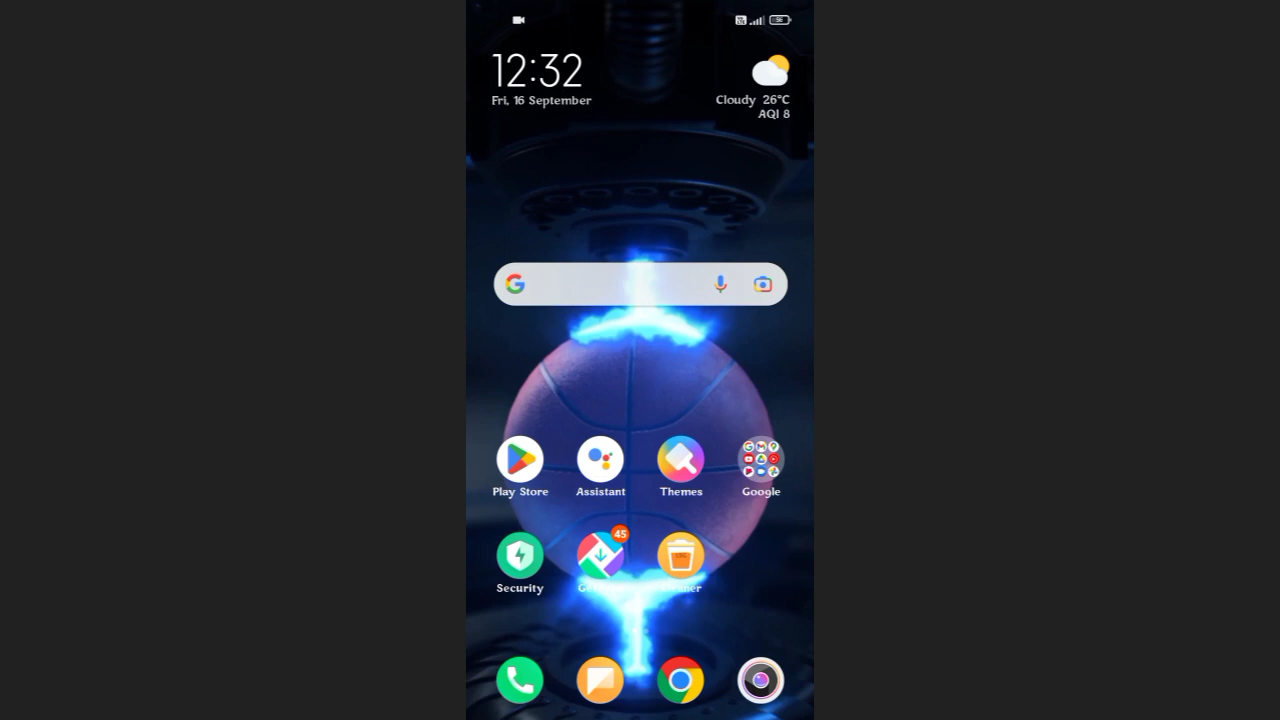 12:32
Fri, 16 September
Cloudy 26°C
AQI 8
Play Store
Assistant
Themes
Google
45
Security